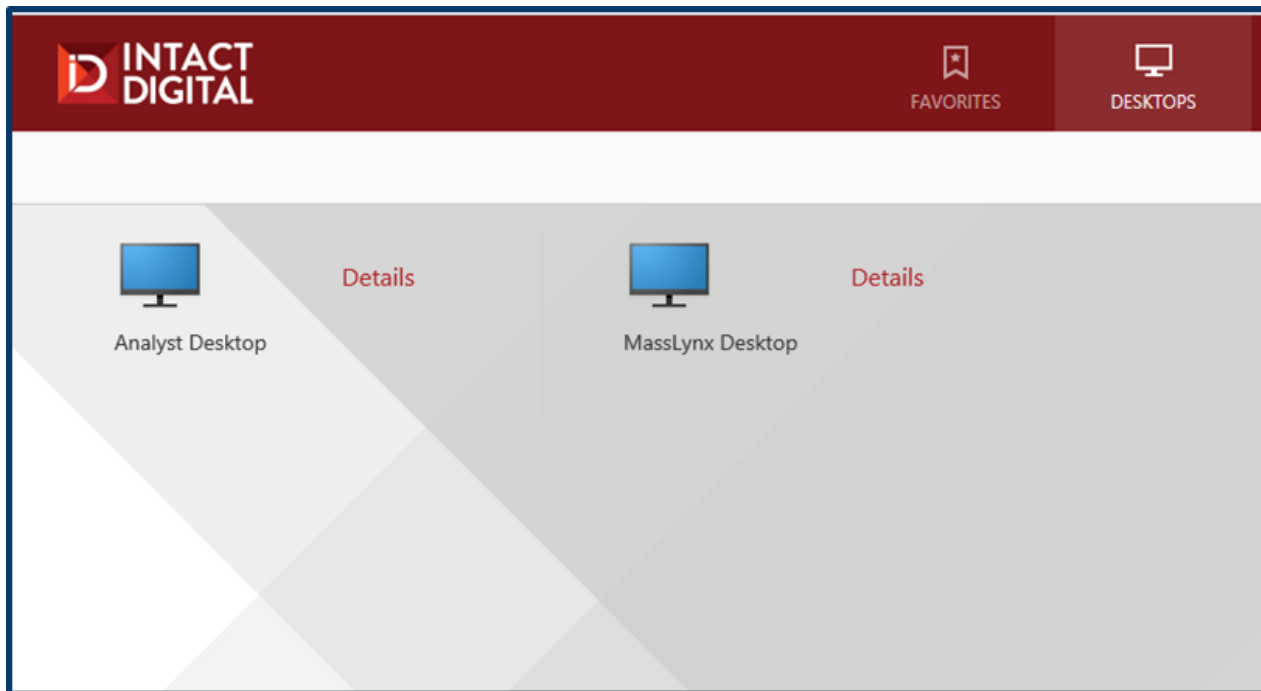 INTACT
DIGITAL
FAVORITES
DESKTOPS
Details
Details
Analyst Desktop
MassLynx Desktop